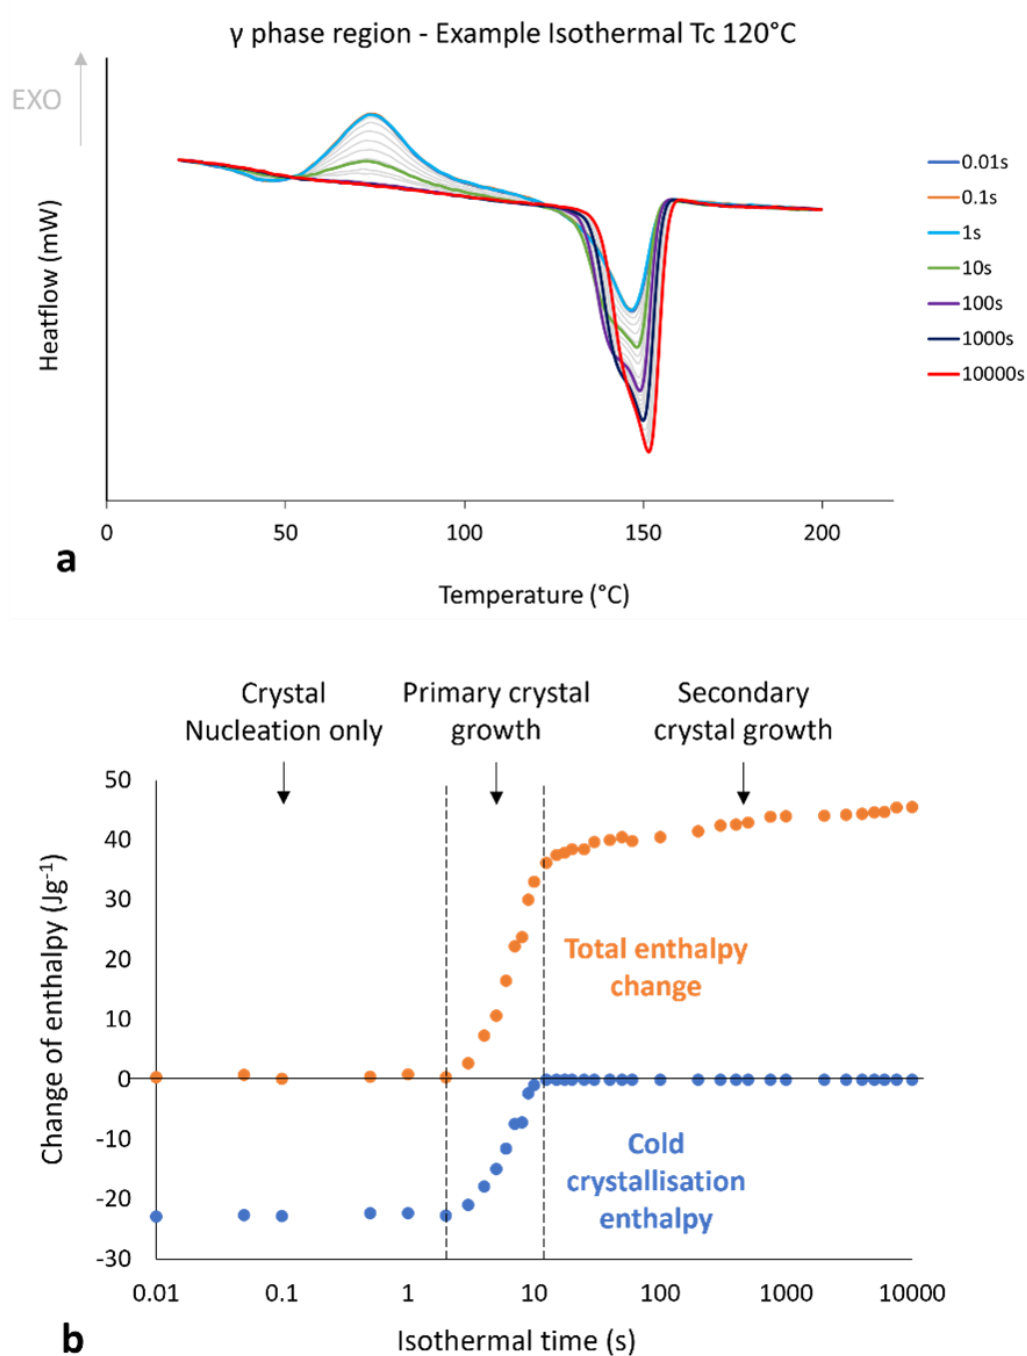 γ phase region - Example Isothermal Tc 120°C
EXO
Heatflow (mW)
0.01s
0.1s
1s
10s
100s
1000s
10000s
0 50 100 150 200
a
Temperature (°C)
Crystal
Nucleation only
Primary crystal
growth
Secondary
crystal growth
Change of enthalpy (Jg⁻¹)
50
40
30
20
10
0
-10
-20
-30
Total enthalpy
change
Cold
crystallisation
enthalpy
0.01 0.1 1 10 100 1000 10000
b
Isothermal time (s)